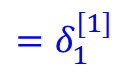 = δ₁^[1]